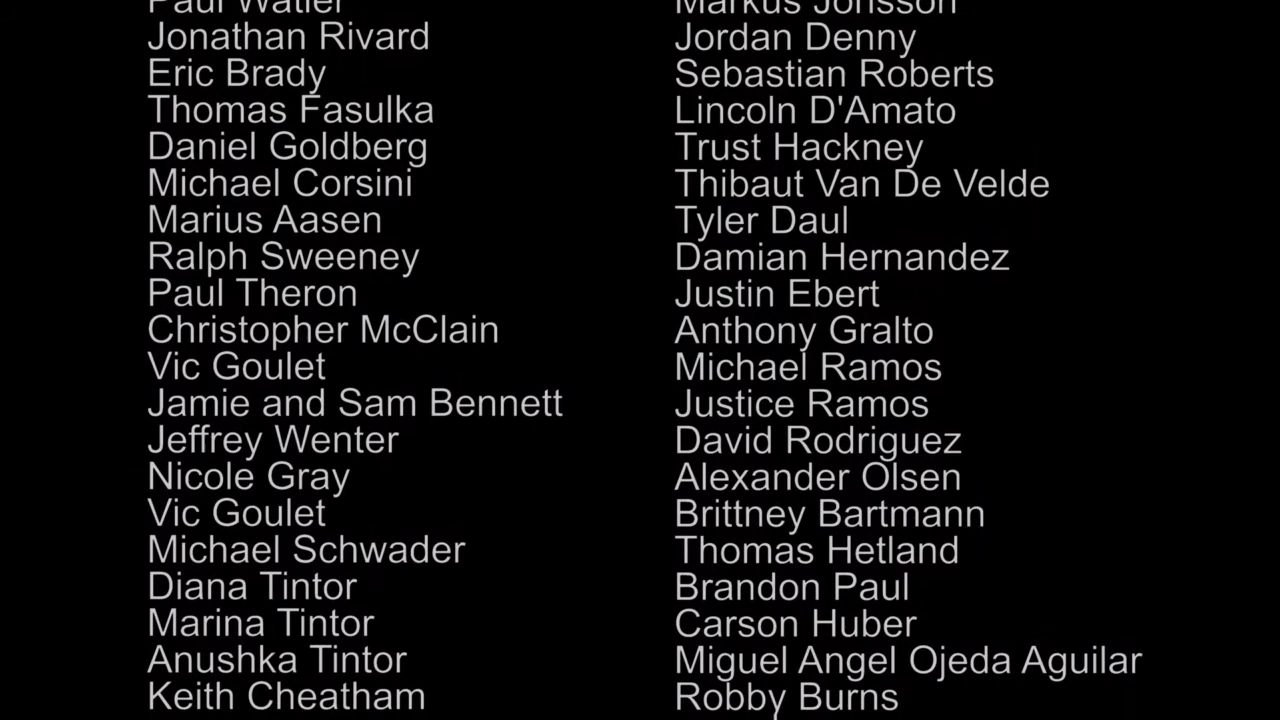 Paul Watier
Jonathan Rivard
Eric Brady
Thomas Fasulka
Daniel Goldberg
Michael Corsini
Marius Aasen
Ralph Sweeney
Paul Theron
Christopher McClain
Vic Goulet
Jamie and Sam Bennett
Jeffrey Wenter
Nicole Gray
Vic Goulet
Michael Schwader
Diana Tintor
Marina Tintor
Anushka Tintor
Keith Cheatham
Markus Jonsson
Jordan Denny
Sebastian Roberts
Lincoln D'Amato
Trust Hackney
Thibaut Van De Velde
Tyler Daul
Damian Hernandez
Justin Ebert
Anthony Gralto
Michael Ramos
Justice Ramos
David Rodriguez
Alexander Olsen
Brittney Bartmann
Thomas Hetland
Brandon Paul
Carson Huber
Miguel Angel Ojeda Aguilar
Robby Burns